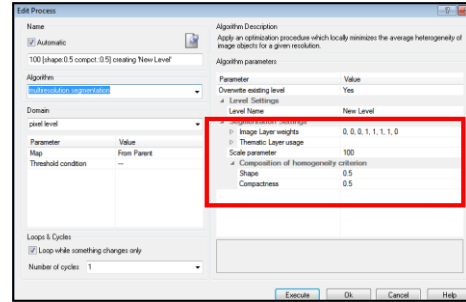 Edit Process
Name
Automatic
100 [shape:0.5 compct.:0.5] creating 'New Level'
Algorithm
multiresolution segmentation
Domain
pixel level
Parameter Value
Map From Parent
Threshold condition ---
Loops & Cycles
Loop while something changes only
Number of cycles 1
Algorithm Description
Apply an optimization procedure which locally minimizes the average heterogeneity of
image objects for a given resolution.
Algorithm parameters
Parameter Value
Overwrite existing level Yes
Level Settings
Level Name New Level
Segmentation Settings
Image Layer weights 0, 0, 0, 1, 1, 1, 1, 0
Thematic Layer usage
Scale parameter 100
Composition of homogeneity criterion
Shape 0.5
Compactness 0.5
Execute Ok Cancel Help